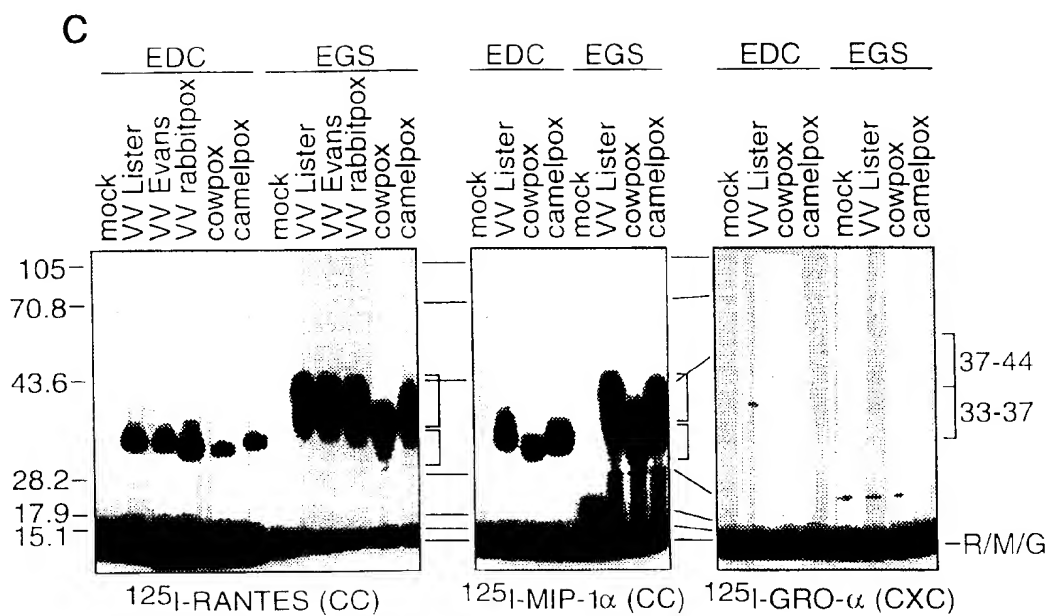 C
EDC EGS EDC EGS EDC EGS
mock
VV Lister
VV Evans
VV rabbitpox
cowpox
camelpox
mock
VV Lister
VV Evans
VV rabbitpox
cowpox
camelpox
mock
VV Lister
cowpox
camelpox
mock
VV Lister
cowpox
camelpox
mock
VV Lister
cowpox
camelpox
mock
VV Lister
cowpox
camelpox
105
70.8
43.6
28.2
17.9
15.1
37-44
33-37
R/M/G
125I-RANTES (CC) 125I-MIP-1α (CC) 125I-GRO-α (CXC)